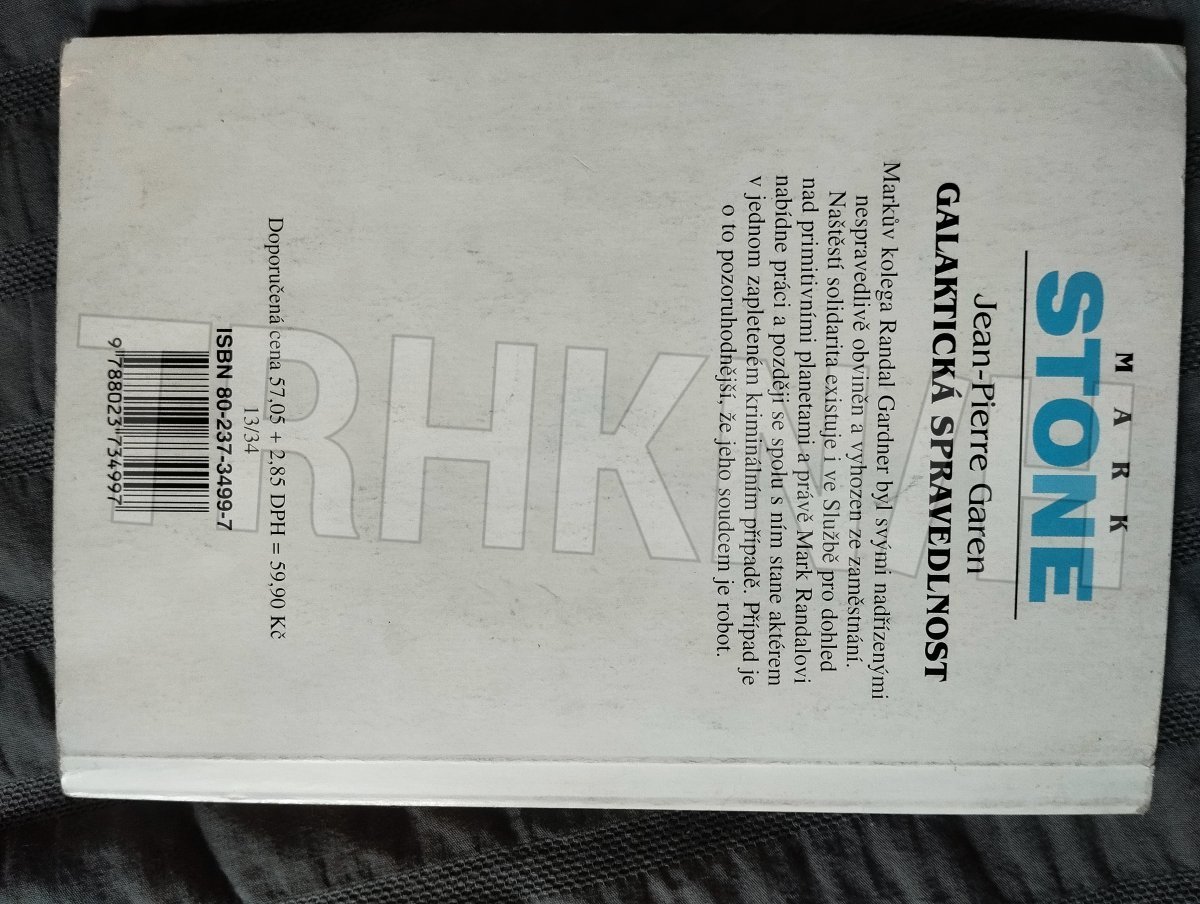 MARK
STONE
Jean-Pierre Garen
GALAKTICKÁ SPRAVEDLNOST
Markův kolega Randal Gardner byl svými nadřízenými
nespravedlivě obviněn a vyhozen ze zaměstnání.
Naštěstí solidarita existuje i ve Službě pro dohled
nad primitivními planetami a právě Mark Randalovi
nabídne práci a později se spolu s ním stane aktérem
v jednom zapleteném kriminálním případě. Případ je
o to pozoruhodnější, že jeho soudcem je robot.
Doporučená cena 57,05 + 2,85 DPH = 59,90 Kč
13/34
ISBN 80-237-3499-7
9788023734997
TRHKNIH